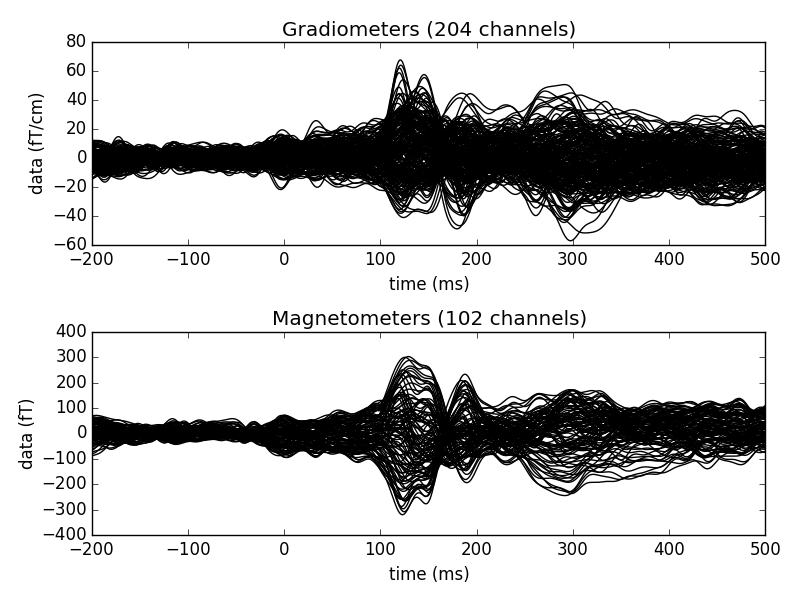 Gradiometers (204 channels)
80
60
40
20
0
−20
−40
−60
data (fT/cm)
−200 −100 0 100 200 300 400 500
time (ms)
Magnetometers (102 channels)
400
300
200
100
0
−100
−200
−300
−400
data (fT)
−200 −100 0 100 200 300 400 500
time (ms)